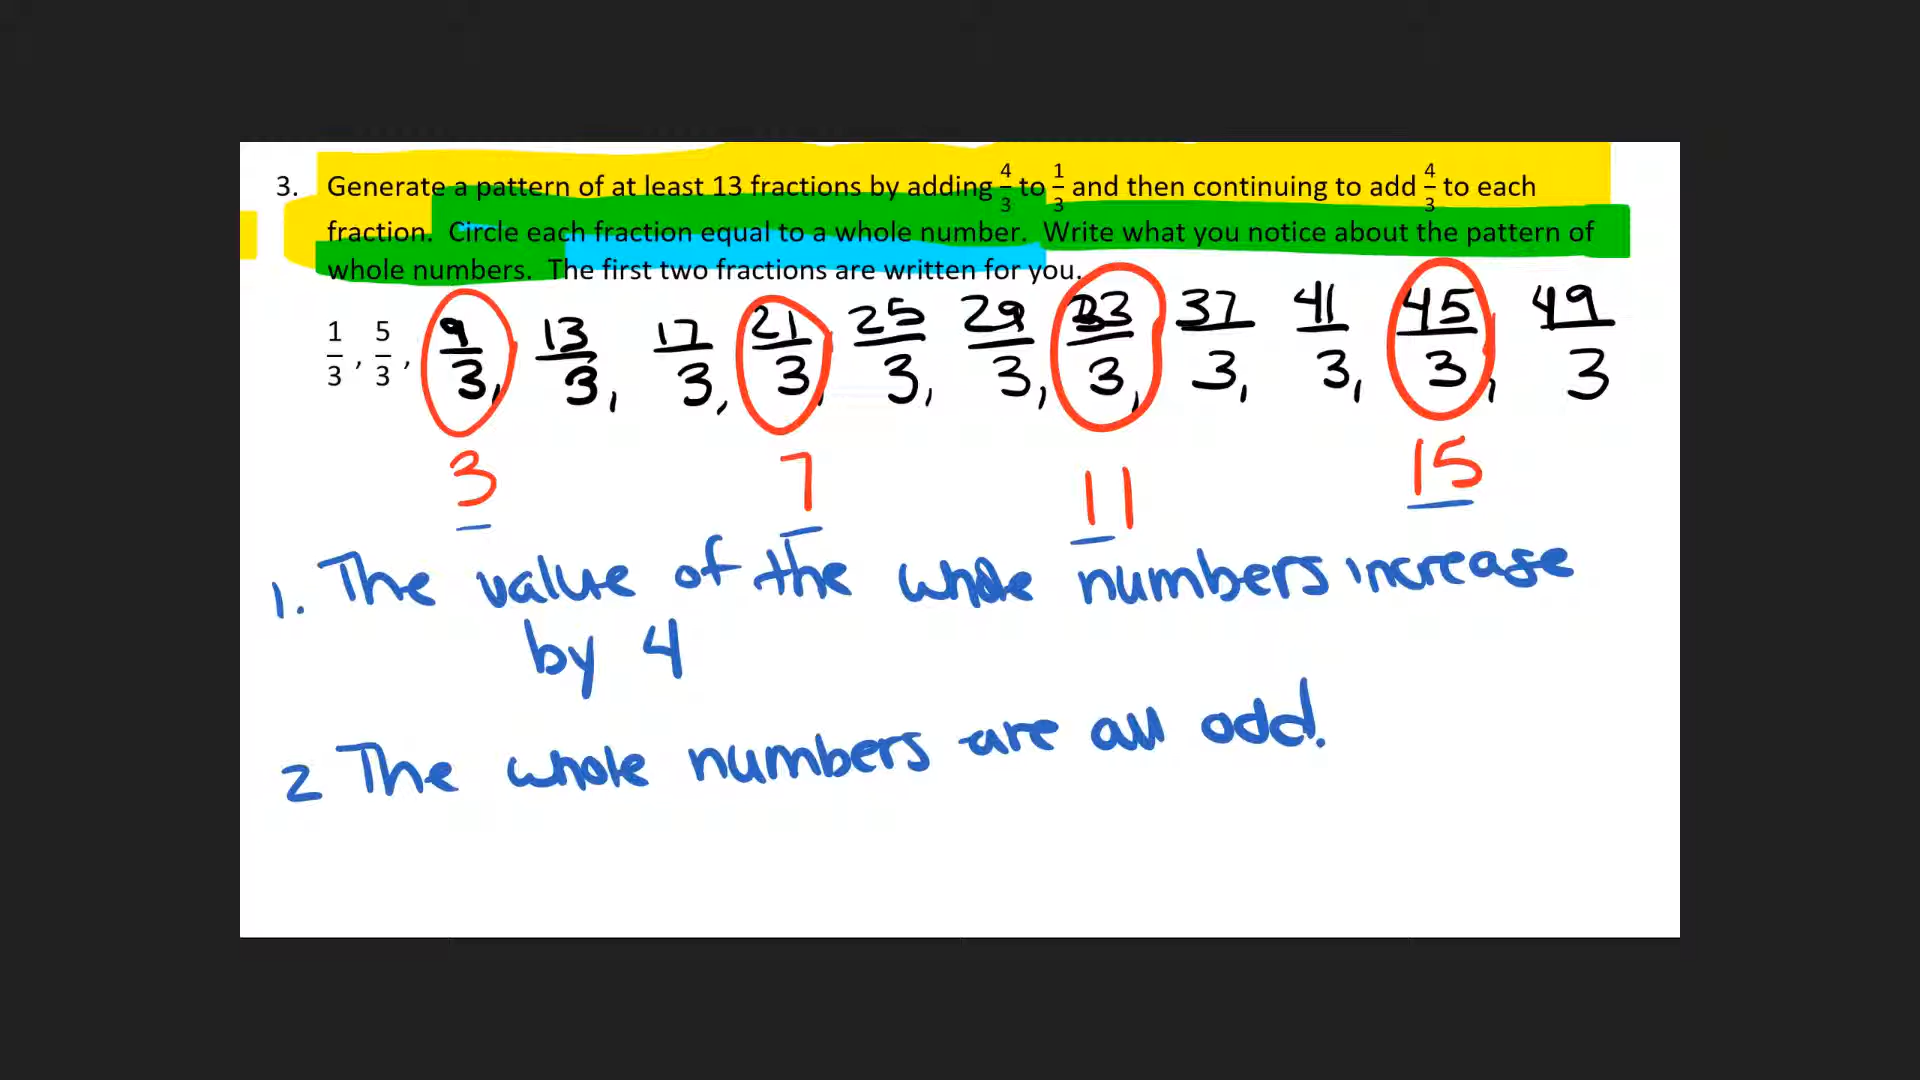 3. Generate a pattern of at least 13 fractions by adding 4/3 to 1/3 and then continuing to add 4/3 to each
fraction. Circle each fraction equal to a whole number. Write what you notice about the pattern of
whole numbers. The first two fractions are written for you.
1/3, 5/3, 9/3, 13/3, 17/3, 21/3, 25/3, 29/3, 33/3, 37/3, 41/3, 45/3, 49/3
3 7 11 15
1. The value of the whole numbers increase
by 4
2 The whole numbers are all odd.